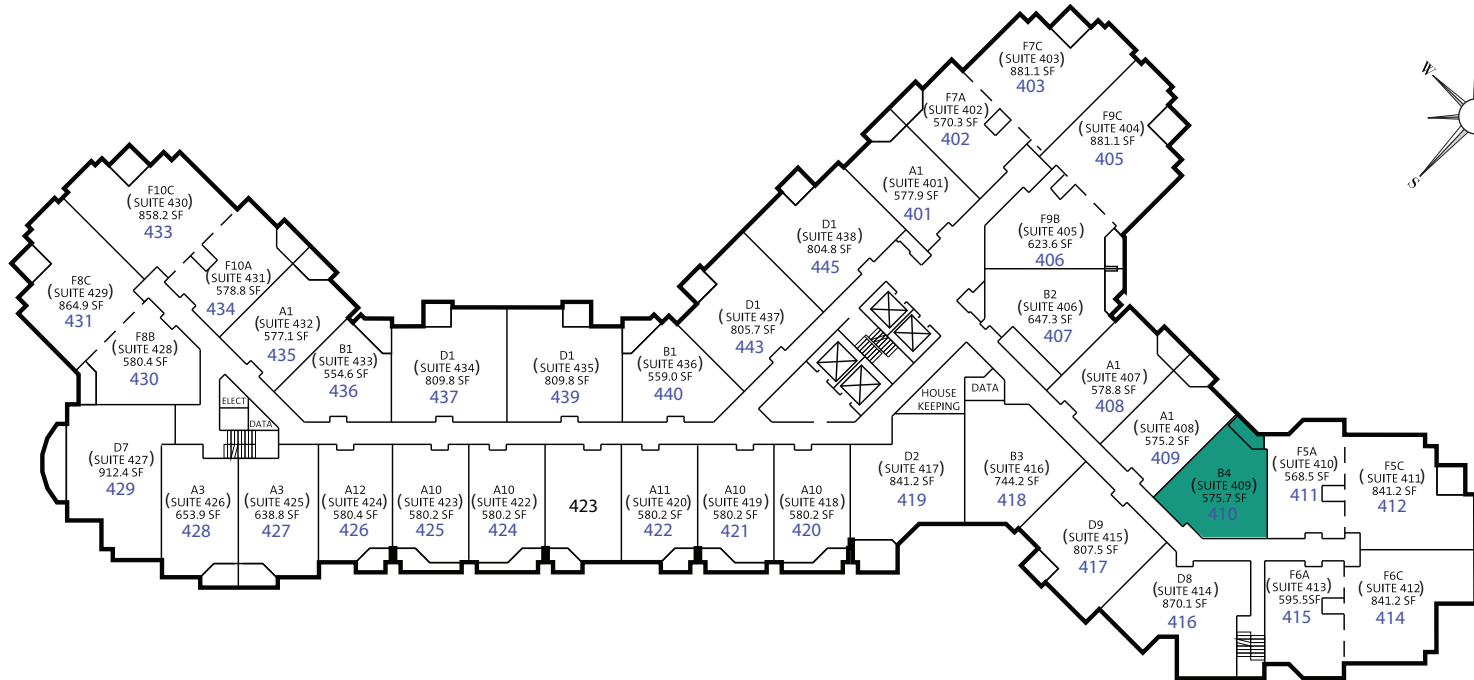 F7C
(SUITE 403)
881.1 SF
403
F7A
(SUITE 402)
570.3 SF
402
F9C
(SUITE 404)
881.1 SF
405
W
S
A1
(SUITE 401)
577.9 SF
401
F9B
(SUITE 405)
623.6 SF
406
D1
(SUITE 438)
804.8 SF
445
D1
(SUITE 437)
805.7 SF
443
B2
(SUITE 406)
647.3 SF
407
A1
(SUITE 407)
578.8 SF
408
A1
(SUITE 408)
575.2 SF
409
B4
(SUITE 409)
575.7 SF
410
F5A
(SUITE 410)
568.5 SF
411
F5C
(SUITE 411)
841.2 SF
412
F10C
(SUITE 430)
858.2 SF
433
F10A
(SUITE 431)
578.8 SF
434
F8C
(SUITE 429)
864.9 SF
431
F8B
(SUITE 428)
580.4 SF
430
A1
(SUITE 432)
577.1 SF
435
B1
(SUITE 433)
554.6 SF
436
D1
(SUITE 434)
809.8 SF
437
D1
(SUITE 435)
809.8 SF
439
B1
(SUITE 436)
559.0 SF
440
HOUSE
KEEPING
DATA
ELECT
DATA
D7
(SUITE 427)
912.4 SF
429
A3
(SUITE 426)
653.9 SF
428
A3
(SUITE 425)
638.8 SF
427
A12
(SUITE 424)
580.4 SF
426
A10
(SUITE 423)
580.2 SF
425
A10
(SUITE 422)
580.2 SF
424
423
A11
(SUITE 420)
580.2 SF
422
A10
(SUITE 419)
580.2 SF
421
A10
(SUITE 418)
580.2 SF
420
D2
(SUITE 417)
841.2 SF
419
B3
(SUITE 416)
744.2 SF
418
D9
(SUITE 415)
807.5 SF
417
D8
(SUITE 414)
870.1 SF
416
F6A
(SUITE 413)
595.5SF
415
F6C
(SUITE 412)
841.2 SF
414